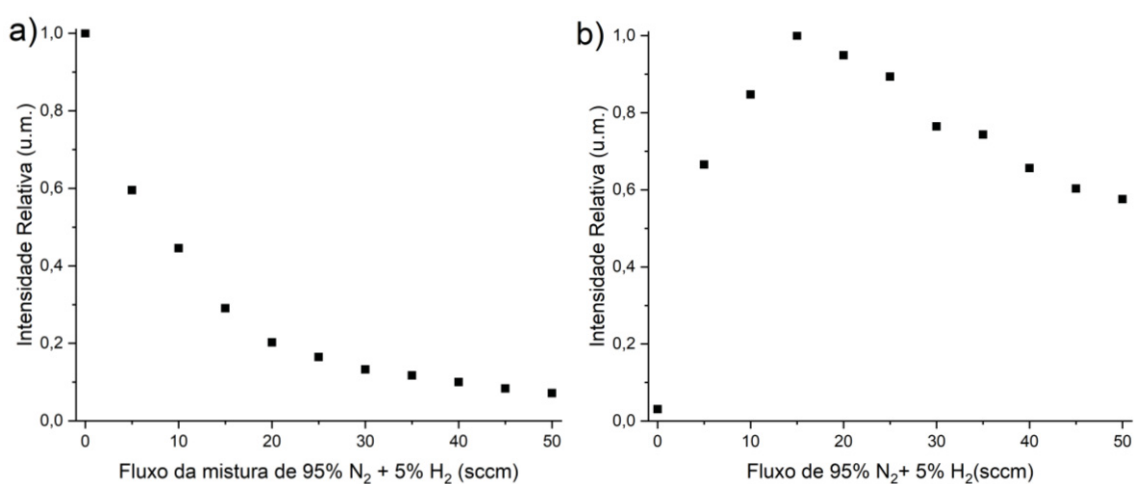 a)
1,0
0,8
0,6
0,4
0,2
0,0
Intensidade Relativa (u.m.)
0 10 20 30 40 50
Fluxo da mistura de 95% N₂ + 5% H₂ (sccm)
b)
1,0
0,8
0,6
0,4
0,2
0,0
Intensidade Relativa (u.m.)
0 10 20 30 40 50
Fluxo de 95% N₂+ 5% H₂(sccm)